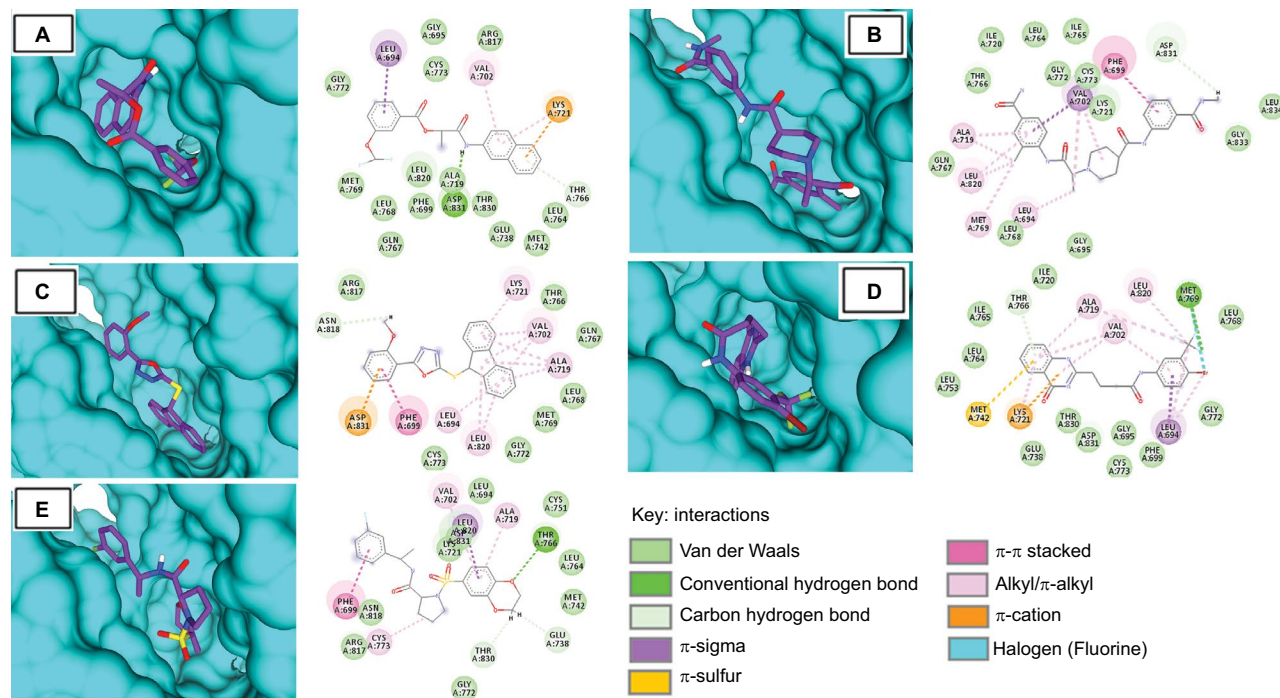 A
GLY
A:695
ARG
A:817
LEU
A:694
CYS
A:773
VAL
A:702
GLY
A:772
LYS
A:721
H
MET
A:769
LEU
A:820
ALA
A:719
THR
A:766
LEU
A:768
PHE
A:699
ASP
A:831
THR
A:830
LEU
A:764
GLN
A:767
GLU
A:738
MET
A:742
B
ILE
A:720
LEU
A:764
ILE
A:765
ASP
A:831
THR
A:766
GLY
A:772
CYS
A:773
PHE
A:699
VAL
A:702
LYS
A:721
H
LEU
A:834
ALA
A:719
GLY
A:833
GLN
A:767
LEU
A:820
MET
A:769
LEU
A:694
LEU
A:768
GLY
A:695
C
ARG
A:817
LYS
A:721
THR
A:766
ASN
A:818
H
VAL
A:702
GLN
A:767
ALA
A:719
LEU
A:768
ASP
A:831
PHE
A:699
LEU
A:694
MET
A:769
LEU
A:820
GLY
A:772
CYS
A:773
D
ILE
A:720
THR
A:766
ALA
A:719
LEU
A:820
MET
A:769
ILE
A:765
VAL
A:702
LEU
A:768
LEU
A:764
LEU
A:753
MET
A:742
LYS
A:721
THR
A:830
ASP
A:831
GLY
A:695
LEU
A:694
GLY
A:772
GLU
A:738
CYS
A:773
PHE
A:699
E
VAL
A:702
LEU
A:694
CYS
A:751
LEU
A:820
ALA
A:719
ASP
A:831
LYS
A:721
THR
A:766
LEU
A:764
PHE
A:699
ASN
A:818
MET
A:742
H H
ARG
A:817
CYS
A:773
THR
A:830
GLU
A:738
GLY
A:772
Key: interactions
Van der Waals
Conventional hydrogen bond
Carbon hydrogen bond
π-sigma
π-sulfur
π-π stacked
Alkyl/π-alkyl
π-cation
Halogen (Fluorine)